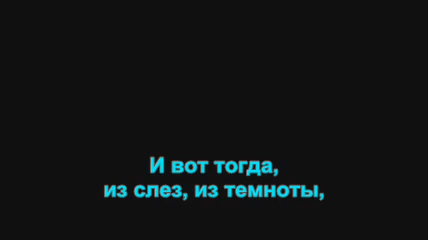 И вот тогда,
из слез, из темноты,